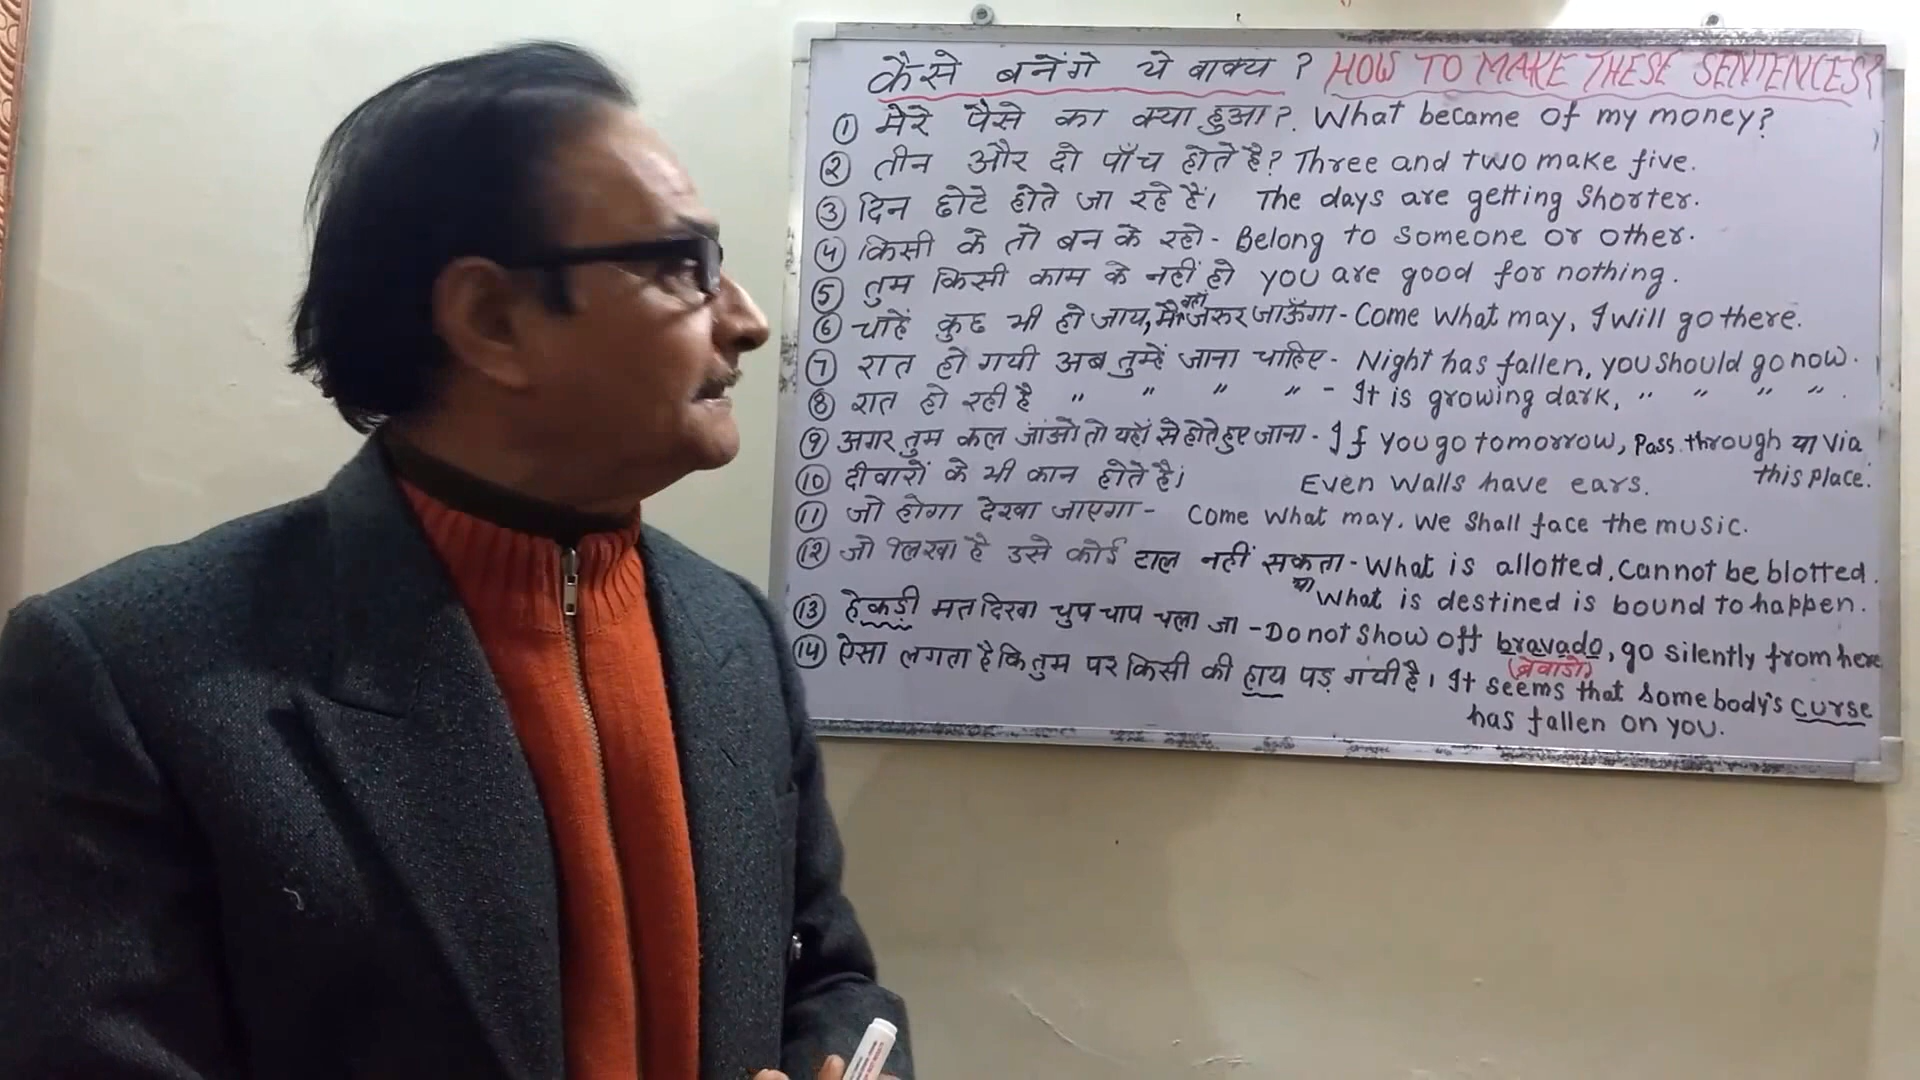 कैसे बनेंगे ये वाक्य ? HOW TO MAKE THESE SENTENCES?
① मेरे पैसे का क्या हुआ?. What became of my money?
② तीन और दो पाँच होते है? Three and two make five.
③ दिन छोटे होते जा रहे हैं। The days are getting shorter.
④ किसी के तो बन के रहो - Belong to someone or other.
⑤ तुम किसी काम के नहीं हो you are good for nothing.
⑥ चाहें कुछ भी हो जाय, मैं वहाँ जरुर जाऊँगा - Come what may, I will go there.
⑦ रात हो गयी अब तुम्हें जाना चाहिए - Night has fallen, you should go now.
⑧ रात हो रही है " " " " - It is growing dark, " " " ".
⑨ अगर तुम कल जाओ तो यहाँ से होते हुए जाना - If you go tomorrow, Pass through या via
this place.
⑩ दीवारों के भी कान होते है। Even walls have ears.
⑪ जो होगा देखा जाएगा - Come what may. We shall face the music.
⑫ जो लिखा है उसे कोई टाल नहीं सकता - What is allotted, cannot be blotted.
या What is destined is bound to happen.
⑬ हेकड़ी मत दिखा चुप चाप चला जा - Do not show off bravado, go silently from here
(ब्रेवाडो)
⑭ ऐसा लगता है कि तुम पर किसी की हाय पड़ गयी है। It seems that somebody's curse
has fallen on you.